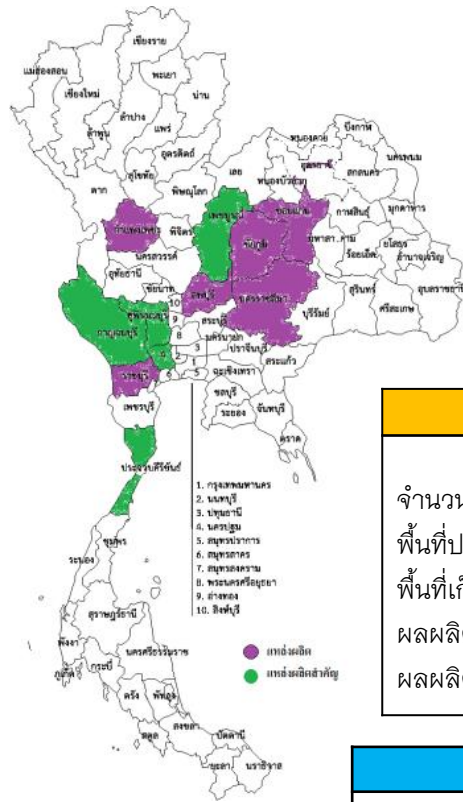 เชียงราย
แม่ฮ่องสอน
พะเยา
เชียงใหม่
น่าน
ลำปาง
ลำพูน
แพร่
อุตรดิตถ์
สุโขทัย
ตาก
พิษณุโลก
เลย
หนองคาย
บึงกาฬ
อุดรธานี
นครพนม
หนองบัวลำภู
สกลนคร
กำแพงเพชร
พิจิตร
เพชรบูรณ์
ขอนแก่น
กาฬสินธุ์
มุกดาหาร
ชัยภูมิ
มหาสารคาม
ร้อยเอ็ด
ยโสธร
อำนาจเจริญ
นครสวรรค์
อุทัยธานี
ชัยนาท
ลพบุรี
นครราชสีมา
บุรีรัมย์
สุรินทร์
ศรีสะเกษ
อุบลราชธานี
สุพรรณบุรี
กาญจนบุรี
10
9
8
สระบุรี
นครนายก
3
ปราจีนบุรี
4
2
1
สระแก้ว
ราชบุรี
6
5
ฉะเชิงเทรา
ชลบุรี
เพชรบุรี
ระยอง
จันทบุรี
ตราด
ประจวบคีรีขันธ์
1. กรุงเทพมหานคร
2. นนทบุรี
3. ปทุมธานี
4. นครปฐม
5. สมุทรปราการ
6. สมุทรสาคร
7. สมุทรสงคราม
8. พระนครศรีอยุธยา
9. อ่างทอง
10. สิงห์บุรี
ชุมพร
ระนอง
สุราษฎร์ธานี
พังงา
ภูเก็ต
กระบี่
นครศรีธรรมราช
ตรัง
พัทลุง
สตูล
สงขลา
ปัตตานี
ยะลา
นราธิวาส
แหล่งผลิต
แหล่งผลิตสำคัญ
จำนวน
พื้นที่ป
พื้นที่เก็
ผลผลิต
ผลผลิต